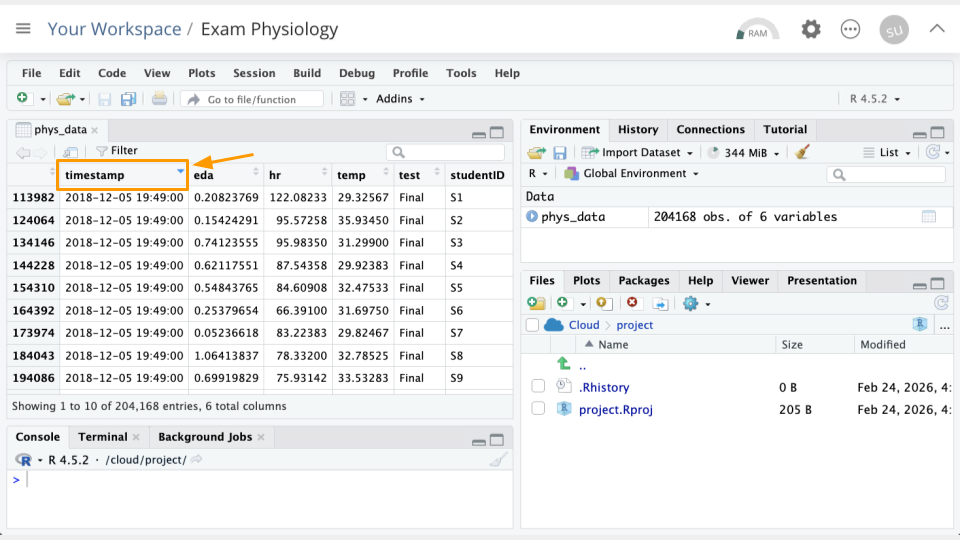 Your Workspace / Exam Physiology
RAM
su
File Edit Code View Plots Session Build Debug Profile Tools Help
Go to file/function
Addins
R 4.5.2
phys_data
Filter
timestamp eda hr temp test studentID
113982 2018-12-05 19:49:00 0.20823769 122.08233 29.32567 Final S1
124064 2018-12-05 19:49:00 0.15424291 95.57258 35.93450 Final S2
134146 2018-12-05 19:49:00 0.74123555 95.98350 31.29900 Final S3
144228 2018-12-05 19:49:00 0.62117551 87.54358 29.92383 Final S4
154310 2018-12-05 19:49:00 0.54843765 84.60908 32.47533 Final S5
164392 2018-12-05 19:49:00 0.25379654 66.39100 31.69750 Final S6
173974 2018-12-05 19:49:00 0.05236618 83.22383 29.82467 Final S7
184043 2018-12-05 19:49:00 1.06413837 78.33200 32.78525 Final S8
194086 2018-12-05 19:49:00 0.69919829 75.93142 33.53283 Final S9
Showing 1 to 10 of 204,168 entries, 6 total columns
Console Terminal Background Jobs
R R 4.5.2 · /cloud/project/
>
Environment History Connections Tutorial
Import Dataset 344 MiB List
R Global Environment
Data
phys_data 204168 obs. of 6 variables
Files Plots Packages Help Viewer Presentation
Cloud project R ...
Name Size Modified
..
.Rhistory 0 B Feb 24, 2026, 4:
R project.Rproj 205 B Feb 24, 2026, 4: